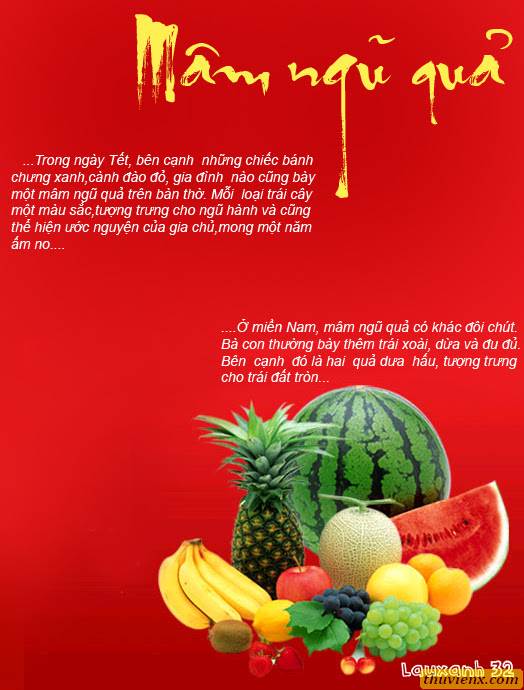 Mâm ngũ quả
...Trong ngày Tết, bên cạnh những chiếc bánh
chưng xanh,cành đào đỏ, gia đình nào cũng bày
một mâm ngũ quả trên bàn thờ. Mỗi loại trái cây
một màu sắc,tượng trưng cho ngũ hành và cũng
thể hiện ước nguyện của gia chủ,mong một năm
ấm no....
....Ở miền Nam, mâm ngũ quả có khác đôi chút.
Bà con thường bày thêm trái xoài, dừa và đu đủ.
Bên cạnh đó là hai quả dưa hấu, tượng trưng
cho trái đất tròn...
Lauxanh 32
thuvienx.com